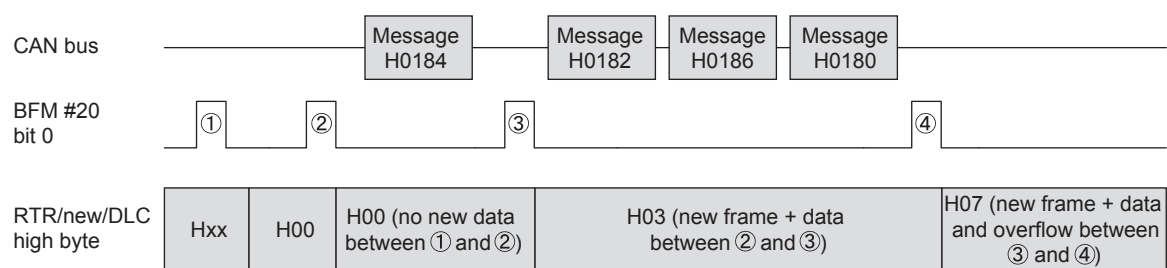 CAN bus
Message
H0184
Message
H0182
Message
H0186
Message
H0180
BFM #20
bit 0
①
②
③
④
RTR/new/DLC
high byte
Hxx
H00
H00 (no new data
between ① and ②)
H03 (new frame + data
between ② and ③)
H07 (new frame + data
and overflow between
③ and ④)